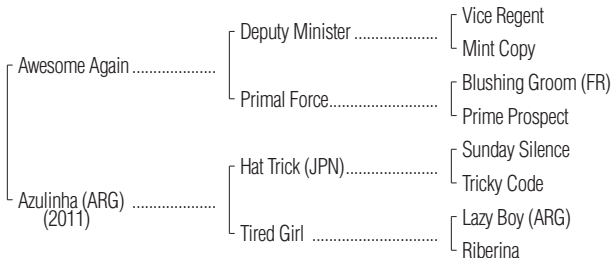 Vice Regent
Deputy Minister .....................
Mint Copy
Awesome Again .....................
Blushing Groom (FR)
Primal Force...........................
Prime Prospect
Sunday Silence
Hat Trick (JPN).......................
Tricky Code
Azulinha (ARG) .....................
(2011)
Lazy Boy (ARG)
Tired Girl ...............................
Riberina